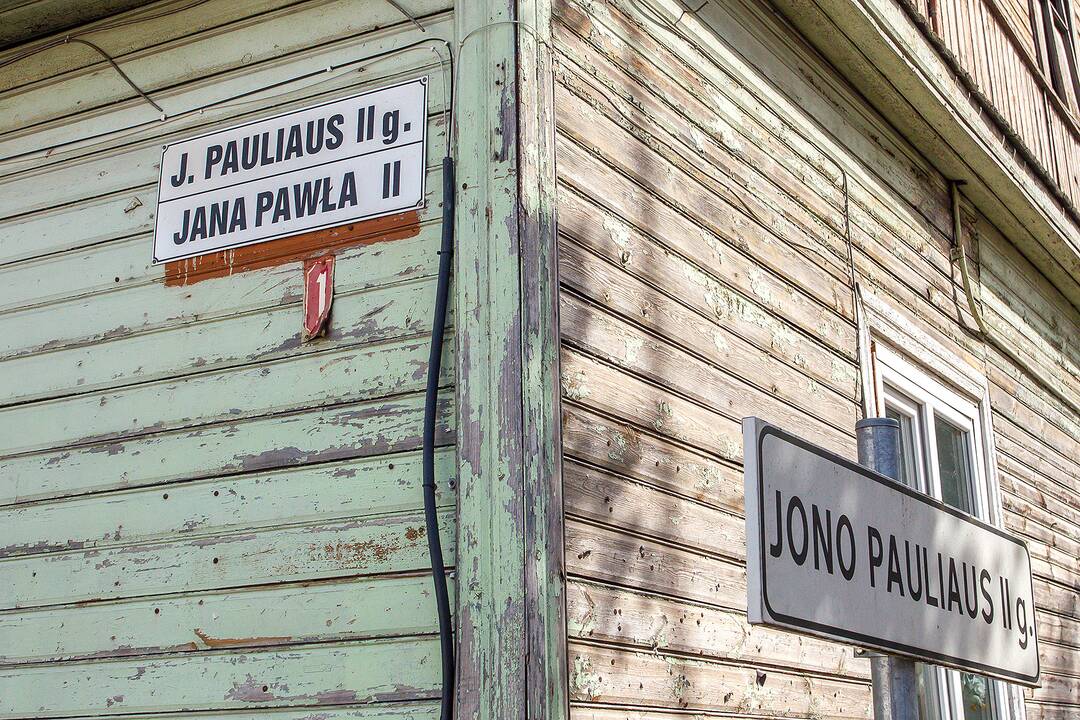 J. PAULIAUS II g.
JANA PAWŁA II
1
JONO PAULIAUS II g.